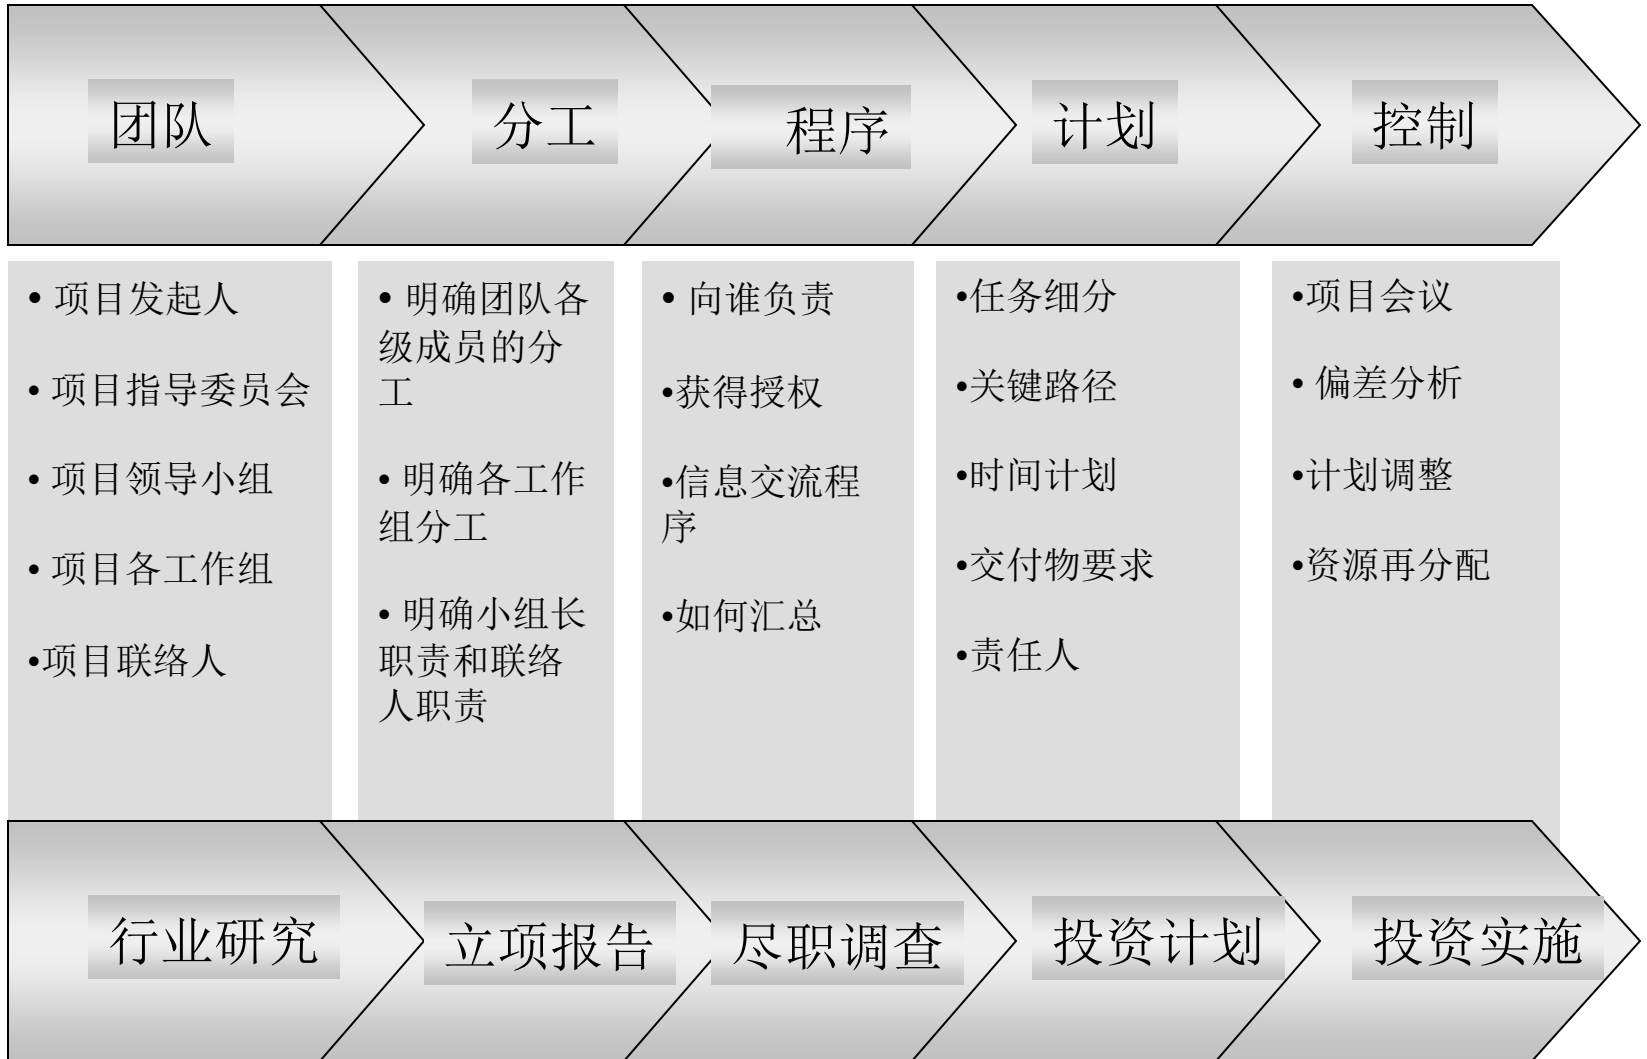 团队
分工
程序
计划
控制
• 项目发起人
• 项目指导委员会
• 项目领导小组
• 项目各工作组
•项目联络人
• 明确团队各
级成员的分
工
• 明确各工作
组分工
• 明确小组长
职责和联络
人职责
• 向谁负责
•获得授权
•信息交流程
序
•如何汇总
•任务细分
•关键路径
•时间计划
•交付物要求
•责任人
•项目会议
• 偏差分析
•计划调整
•资源再分配
行业研究
立项报告
尽职调查
投资计划
投资实施